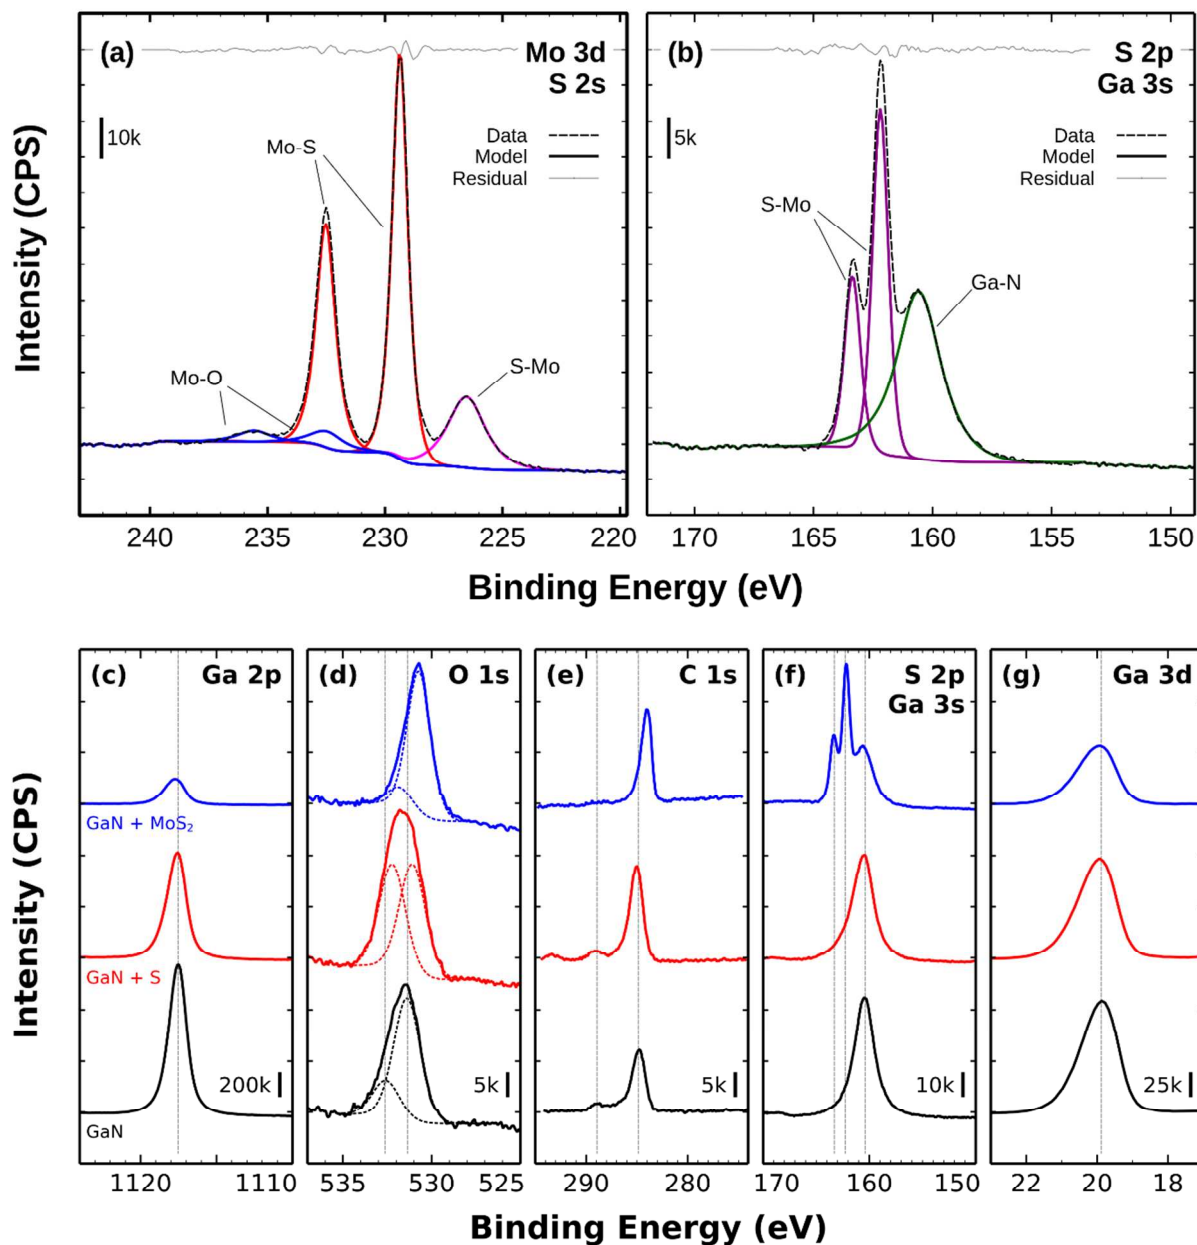 (a)
Mo 3d
S 2s
10k
Mo-S
Data
Model
Residual
Mo-O
S-Mo
240
235
230
225
220
(b)
S 2p
Ga 3s
5k
Data
Model
Residual
S-Mo
Ga-N
170
165
160
155
150
Intensity (CPS)
Binding Energy (eV)
(c)
Ga 2p
GaN + MoS₂
GaN + S
200k
GaN
1120
1110
(d)
O 1s
5k
535
530
525
(e)
C 1s
5k
290
280
(f)
S 2p
Ga 3s
10k
170
160
150
(g)
Ga 3d
25k
22
20
18
Intensity (CPS)
Binding Energy (eV)